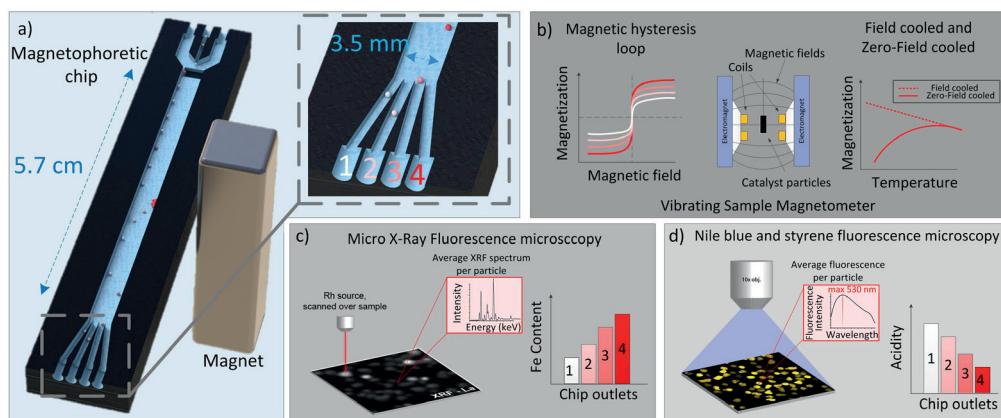 a)
Magnetophoretic
chip
5.7 cm
Magnet
3.5 mm
1 2 3 4
b)
Magnetic hysteresis
loop
Magnetization
Magnetic field
Magnetic fields
Coils
Electromagnet
Electromagnet
Catalyst particles
Vibrating Sample Magnetometer
Field cooled and
Zero-Field cooled
Field cooled
Zero-Field cooled
Magnetization
Temperature
c)
Micro X-Ray Fluorescence microsccopy
Rh source,
scanned over sample
Average XRF spectrum
per particle
Intensity
Energy (keV)
XRF - La
Fe Content
1
2
3
4
Chip outlets
d)
Nile blue and styrene fluorescence microscopy
10x obj.
Average fluorescence
per particle
max 530 nm
Fluorescence
Intensity
Wavelength
Acidity
1
2
3
4
Chip outlets